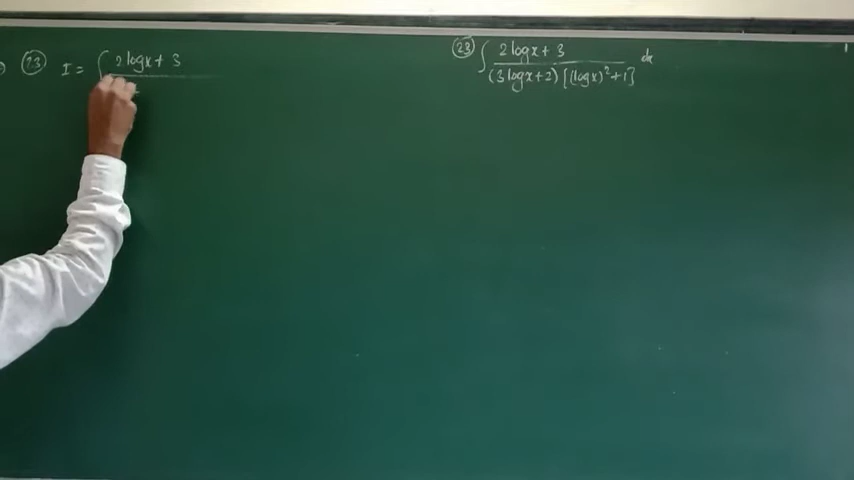 (23) I = ∫ 2 log x + 3
(23) ∫ 2 log x + 3 / (3 log x + 2) [(log x)² + 1] dx